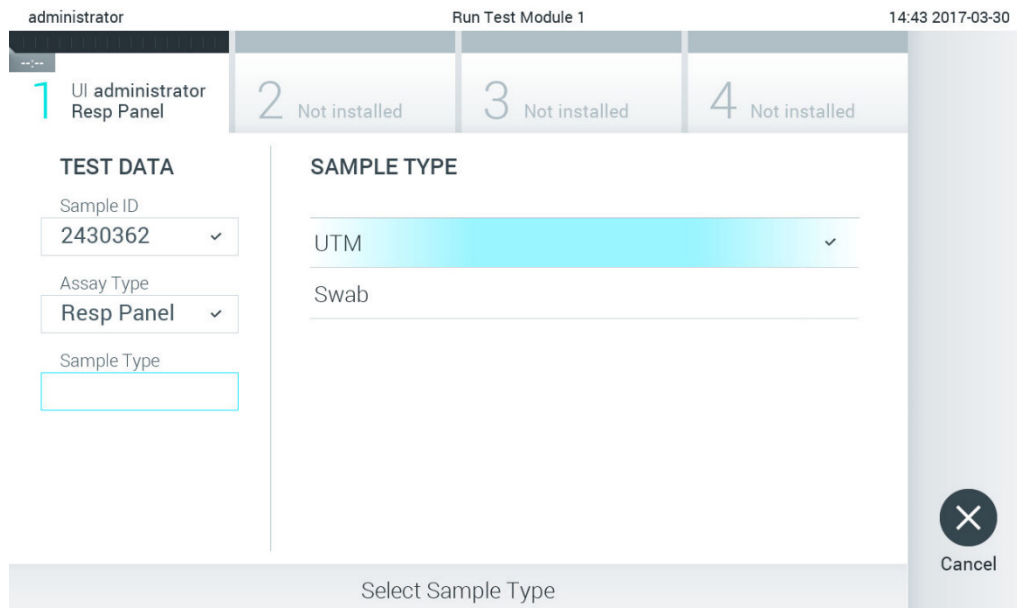 administrator Run Test Module 1 14:43 2017-03-30
--:--
1 UI administrator
Resp Panel
2 Not installed
3 Not installed
4 Not installed
TEST DATA
Sample ID
2430362
Assay Type
Resp Panel
Sample Type
SAMPLE TYPE
UTM
Swab
Cancel
Select Sample Type